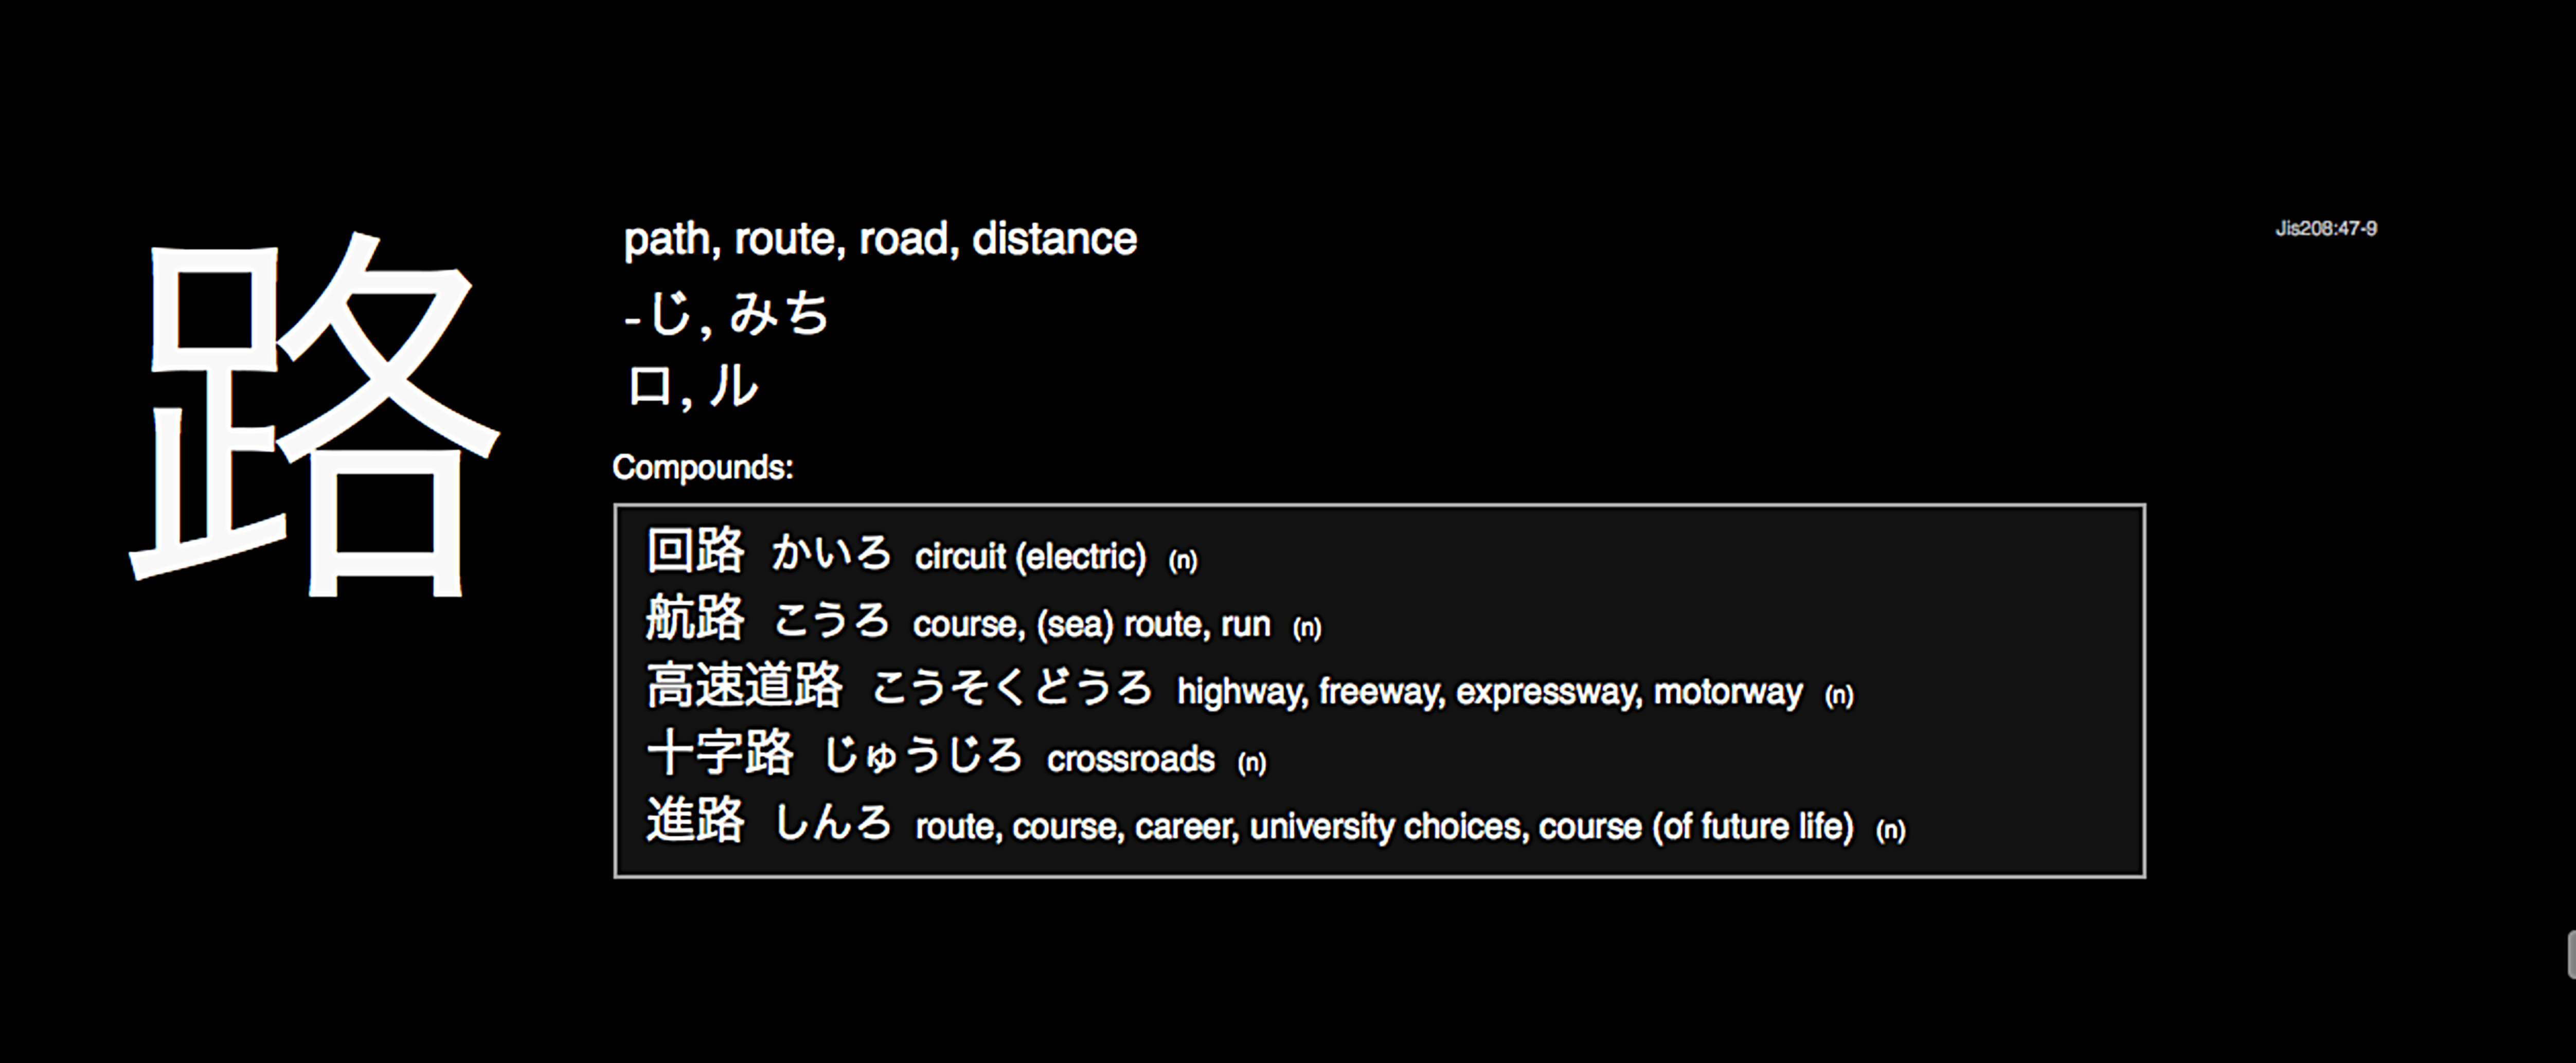 路
path, route, road, distance
Jis208:47-9
-じ, みち
ロ, ル
Compounds:
回路 かいろ circuit (electric) (n)
航路 こうろ course, (sea) route, run (n)
高速道路 こうそくどうろ highway, freeway, expressway, motorway (n)
十字路 じゅうじろ crossroads (n)
進路 しんろ route, course, career, university choices, course (of future life) (n)